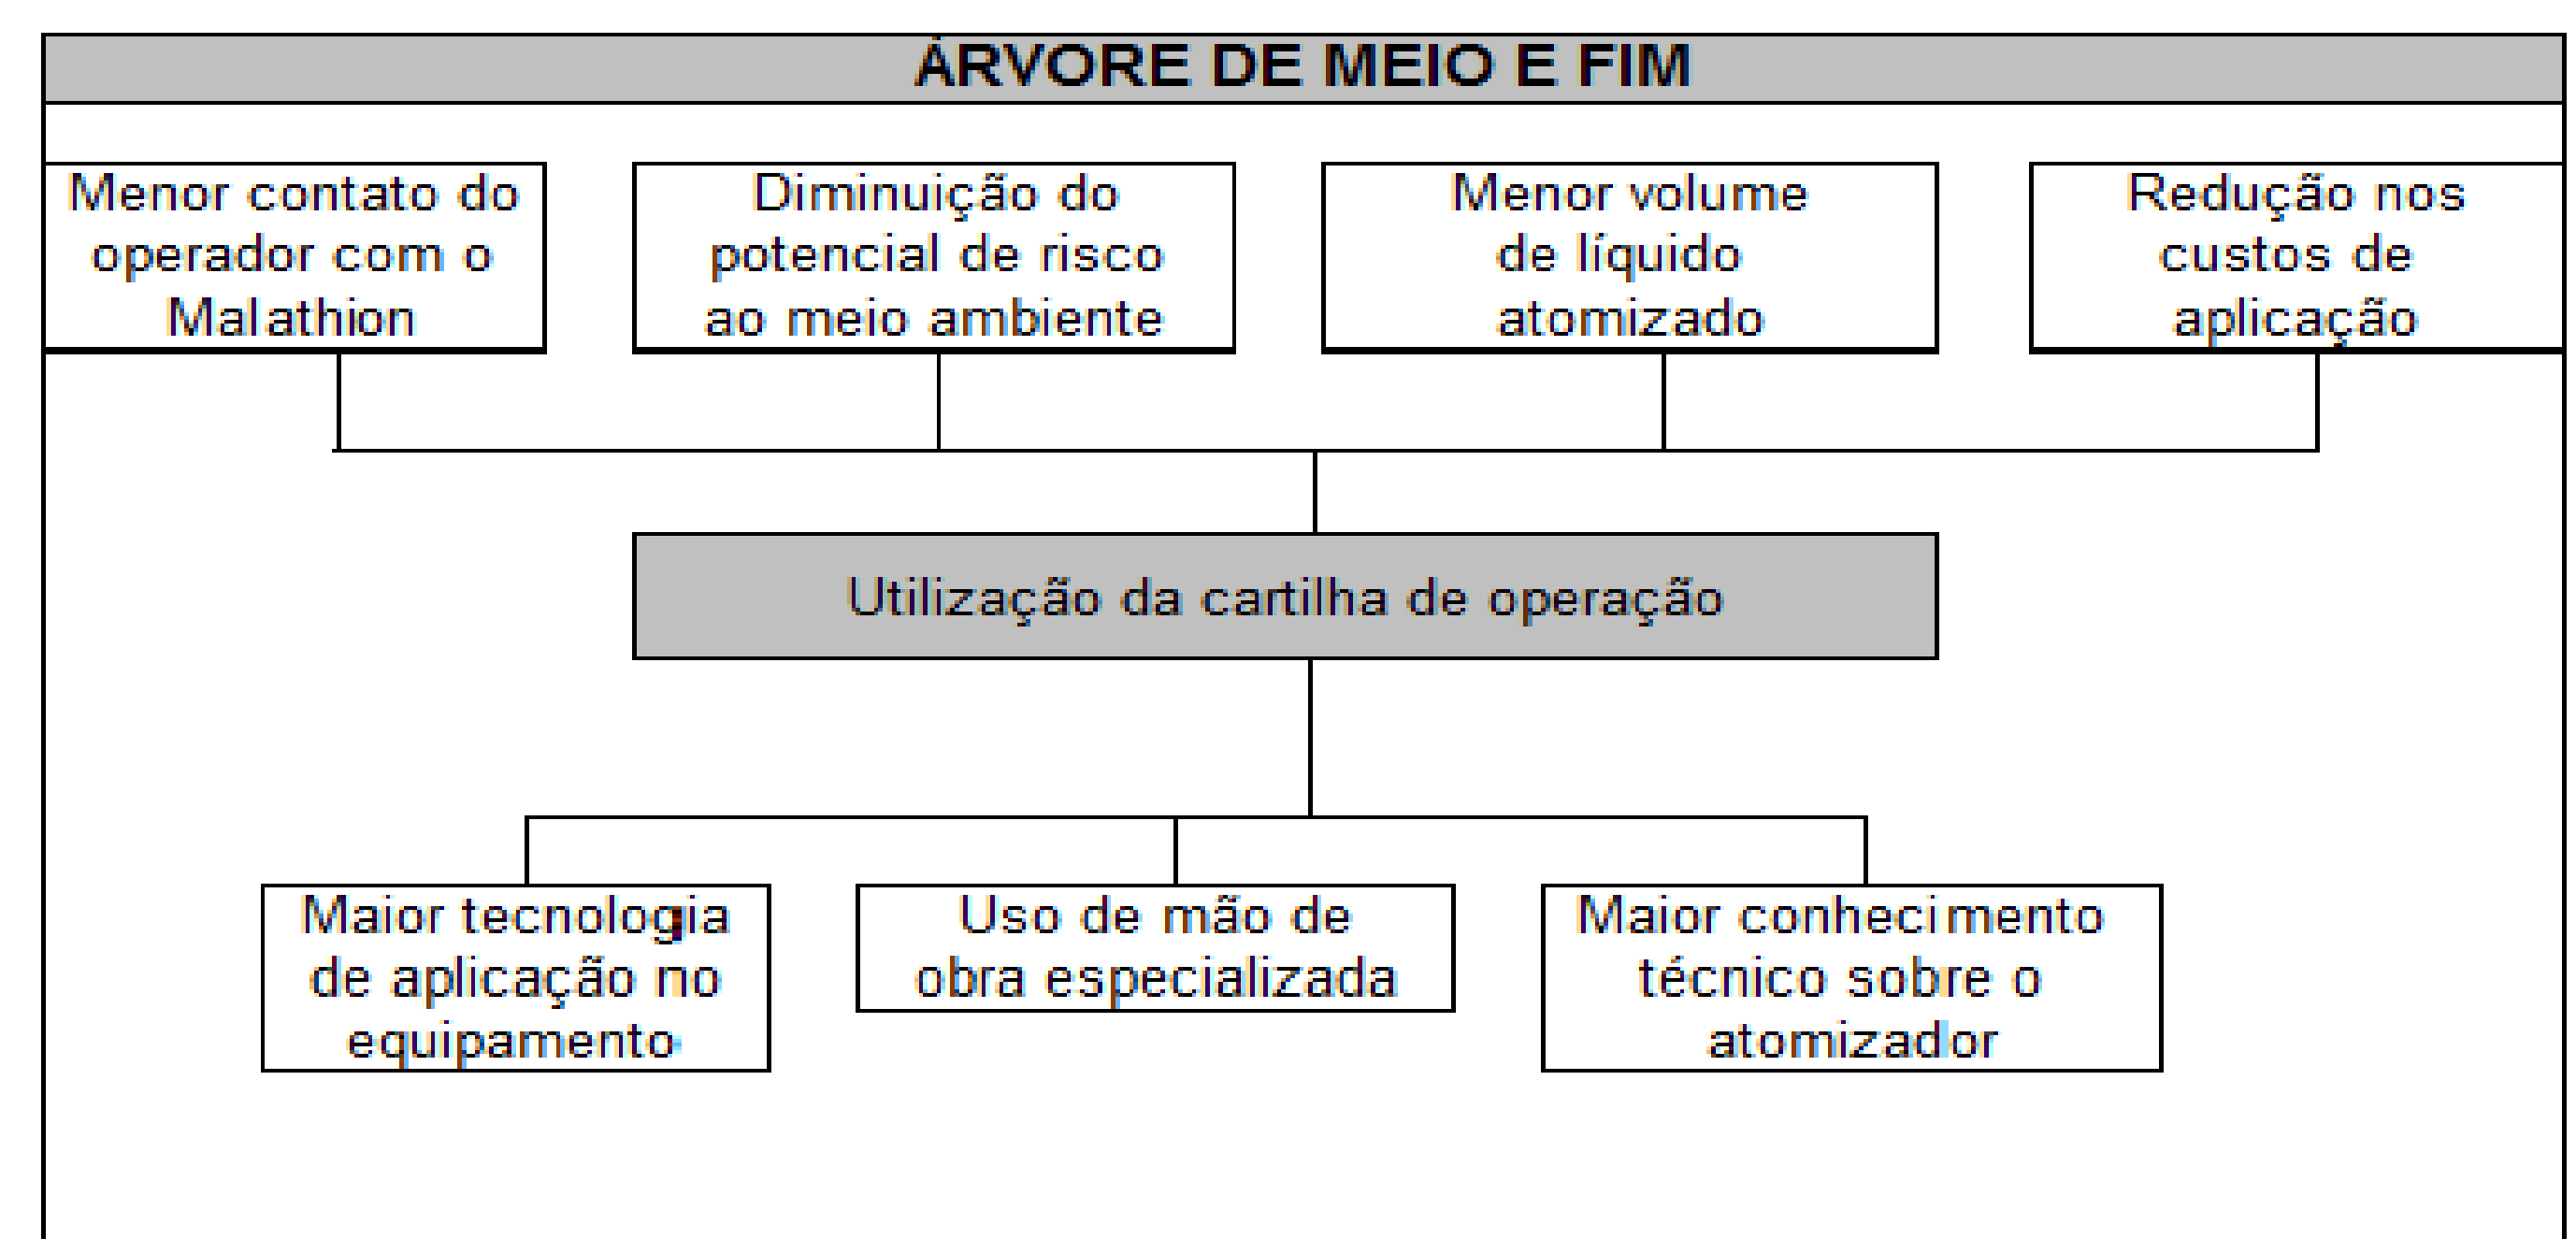 ÁRVORE DE MEIO E FIM
Menor contato do
operador com o
Malathion
Diminuição do
potencial de risco
ao meio ambiente
Menor volume
de líquido
atomizado
Redução nos
custos de
aplicação
Utilização da cartilha de operação
Maior tecnologia
de aplicação no
equipamento
Uso de mão de
obra especializada
Maior conhecimento
técnico sobre o
atomizador